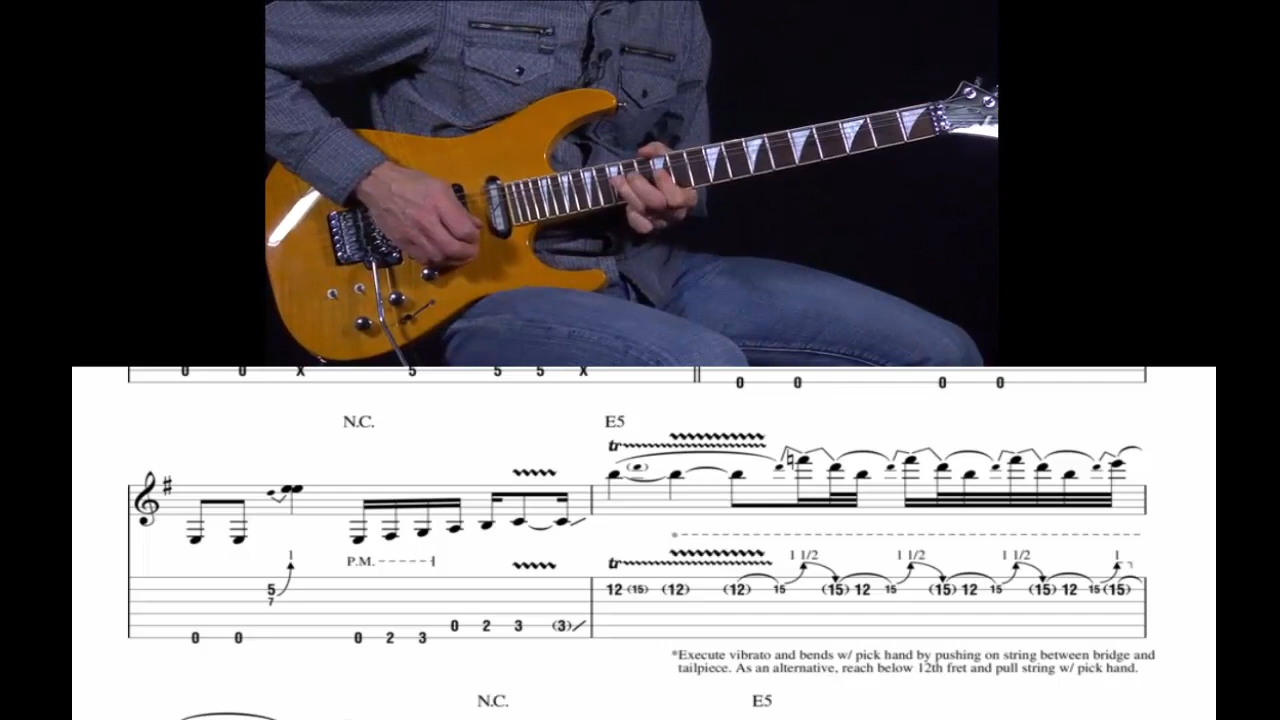 0 0 X 5 5 5 X 0 0 0 0
N.C. E5
tr
1 P.M. tr 1 1/2 1 1/2 1 1/2 1
5 12 (15) (12) (12) 15 (15) 12 15 (15) 12 15 (15) 12 15 (15)
7
0 2 3 (3)
0 0 0 2 3
*Execute vibrato and bends w/ pick hand by pushing on string between bridge and
tailpiece. As an alternative, reach below 12th fret and pull string w/ pick hand.
N.C. E5